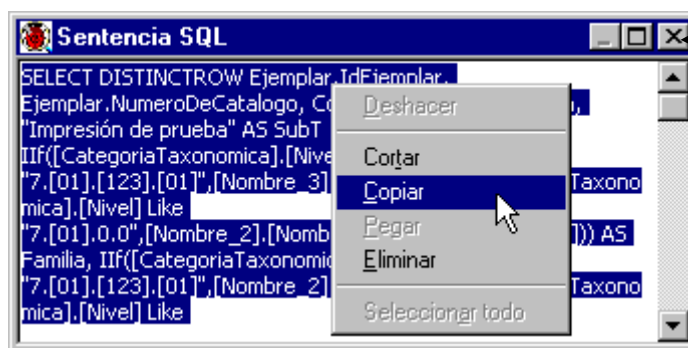 Sentencia SQL
SELECT DISTINCTROW Ejemplar.IdEjemplar,
Ejemplar.NumeroDeCatalogo,
"Impresión de prueba" AS SubT
IIf([CategoriaTaxonomica].[Nive
"7.[01].[123].[01]",[Nombre_3] Taxono
mica].[Nivel] Like
"7.[01].0.0",[Nombre_2].[Nomb ])) AS
Familia, IIf([CategoriaTaxonomic
"7.[01].[123].[01]",[Nombre_2] Taxono
mica].[Nivel] Like
Deshacer
Cortar
Copiar
Pegar
Eliminar
Seleccionar todo